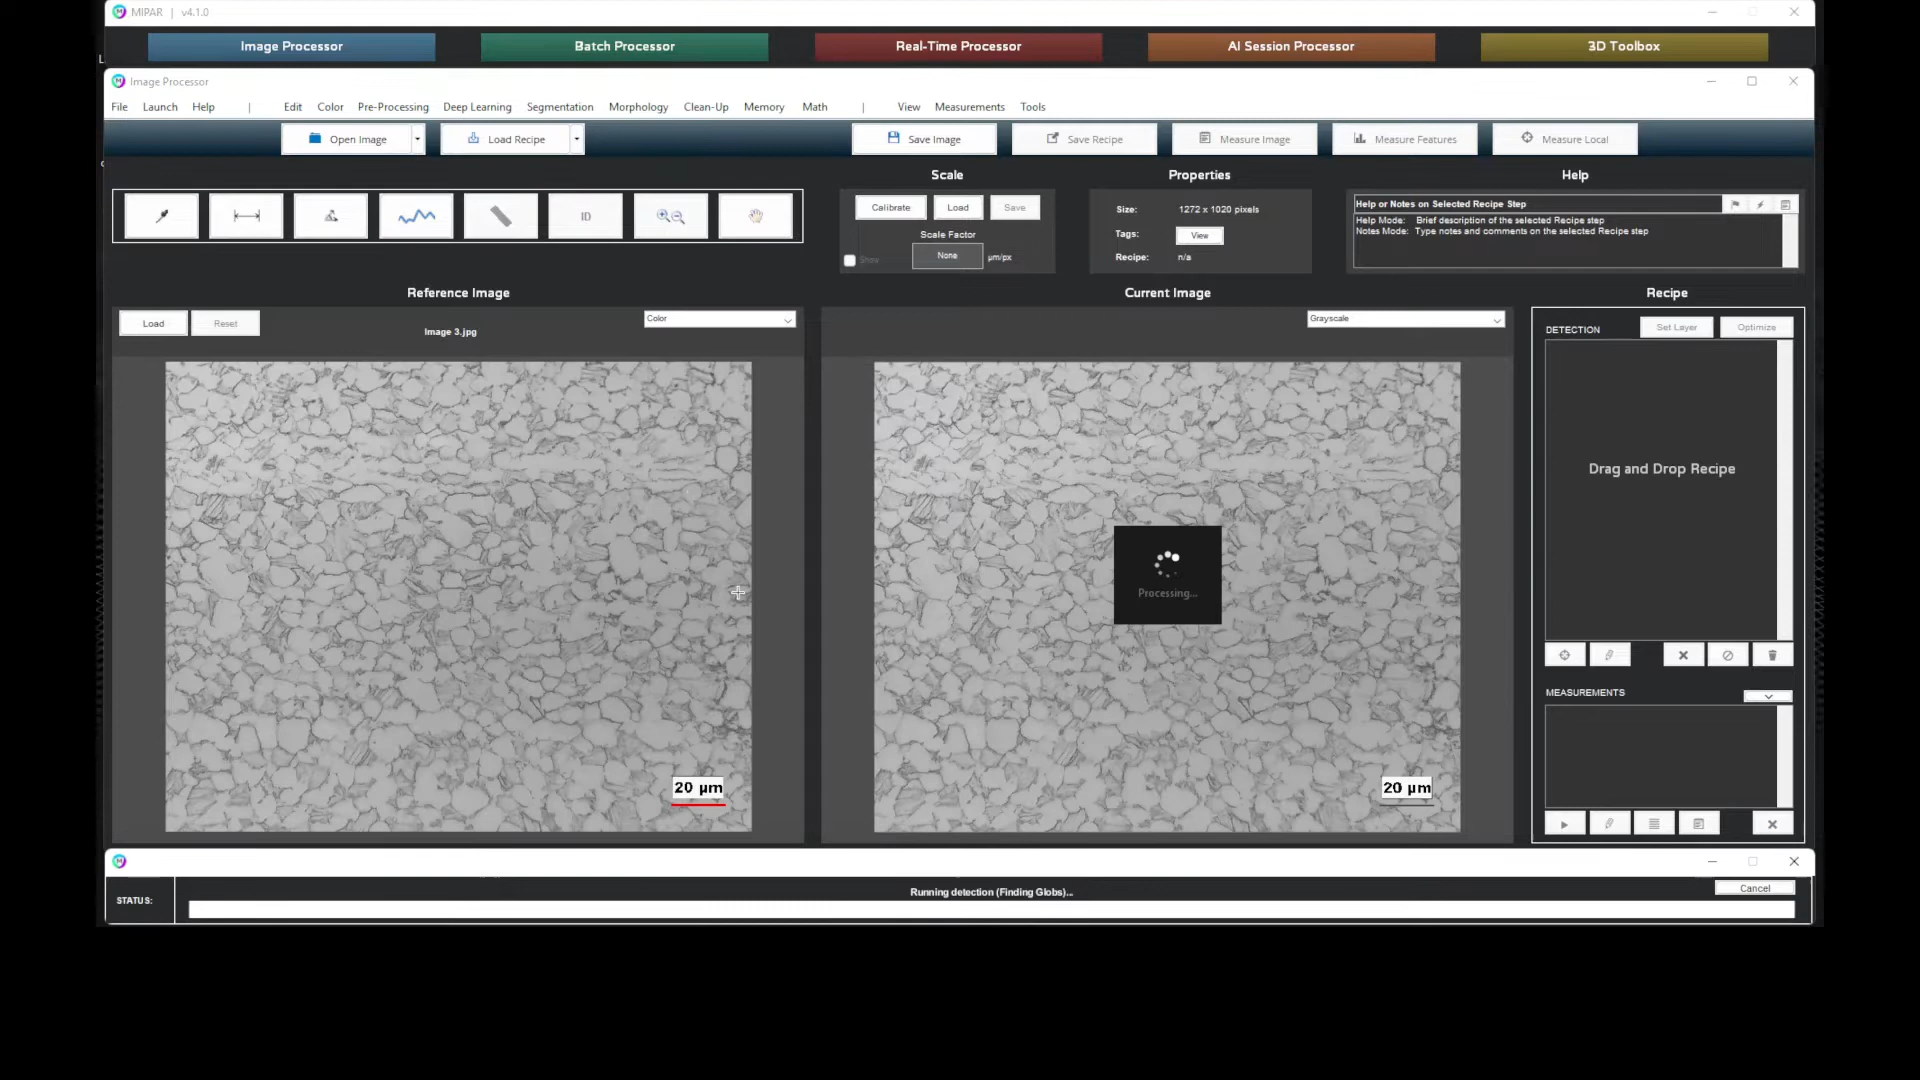 MIPAR | v4.1.0
Image Processor
Batch Processor
Real-Time Processor
AI Session Processor
3D Toolbox
Image Processor
File Launch Help | Edit Color Pre-Processing Deep Learning Segmentation Morphology Clean-Up Memory Math | View Measurements Tools
Open Image
Load Recipe
Save Image
Save Recipe
Measure Image
Measure Features
Measure Local
Scale
Properties
Help
ID
Calibrate
Load
Save
Scale Factor
Show
None
µm/px
Size: 1272 x 1020 pixels
Tags: View
Recipe: n/a
Help or Notes on Selected Recipe Step
Help Mode: Brief description of the selected Recipe step
Notes Mode: Type notes and comments on the selected Recipe step
Reference Image
Current Image
Recipe
Load
Reset
Image 3.jpg
Color
Grayscale
DETECTION
Set Layer
Optimize
Drag and Drop Recipe
Processing...
20 µm
20 µm
MEASUREMENTS
STATUS:
Running detection (Finding Globs)...
Cancel